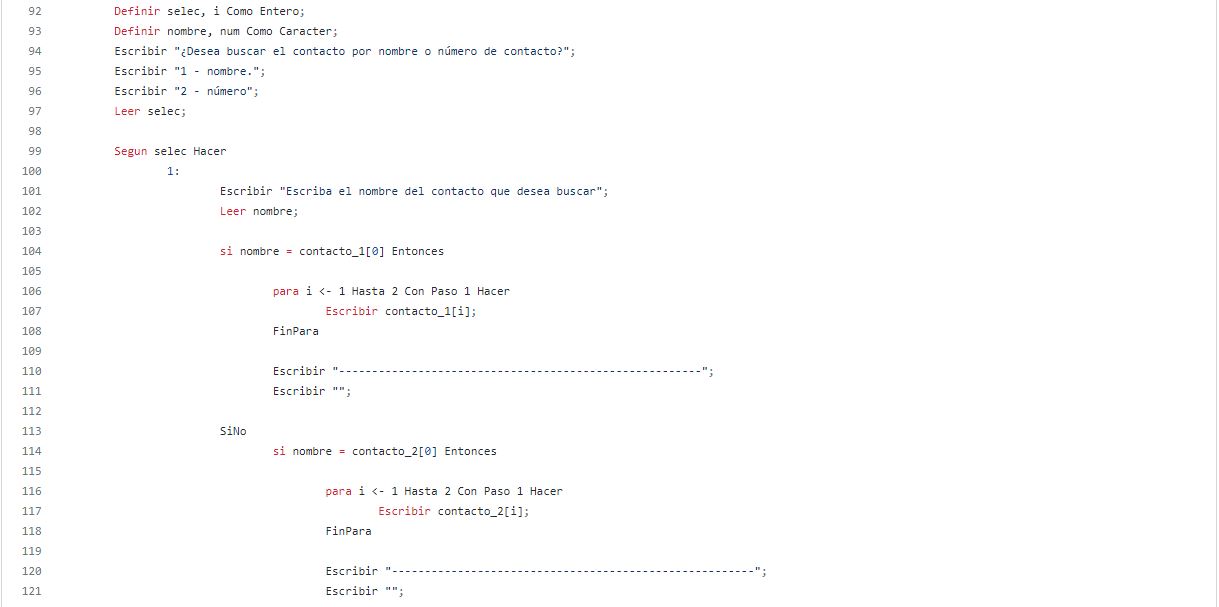 92 Definir selec, i Como Entero;
93 Definir nombre, num Como Caracter;
94 Escribir "¿Desea buscar el contacto por nombre o número de contacto?";
95 Escribir "1 - nombre.";
96 Escribir "2 - número";
97 Leer selec;
98
99 Segun selec Hacer
100 1:
101 Escribir "Escriba el nombre del contacto que desea buscar";
102 Leer nombre;
103
104 si nombre = contacto_1[0] Entonces
105
106 para i <- 1 Hasta 2 Con Paso 1 Hacer
107 Escribir contacto_1[i];
108 FinPara
109
110 Escribir "-------------------------------------------------------";
111 Escribir "";
112
113 SiNo
114 si nombre = contacto_2[0] Entonces
115
116 para i <- 1 Hasta 2 Con Paso 1 Hacer
117 Escribir contacto_2[i];
118 FinPara
119
120 Escribir "-------------------------------------------------------";
121 Escribir "";